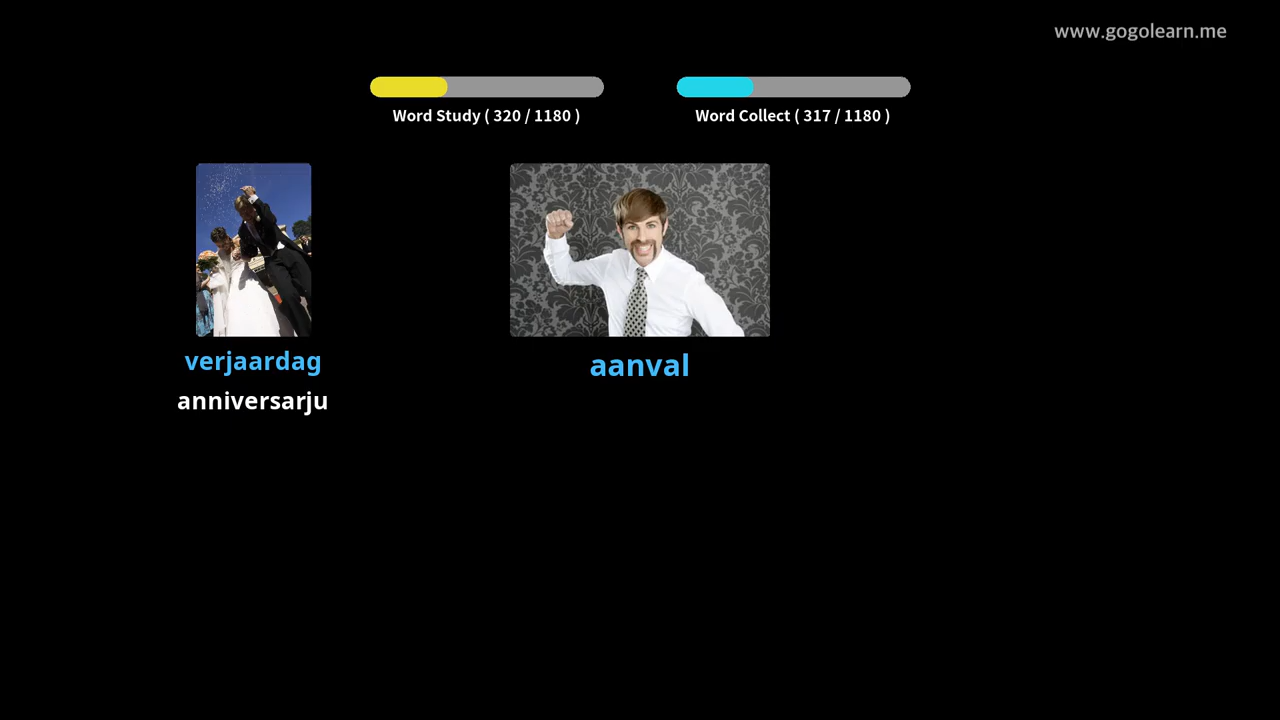 www.gogolearn.me
Word Study ( 320 / 1180 )
Word Collect ( 317 / 1180 )
verjaardag
anniversarju
aanval